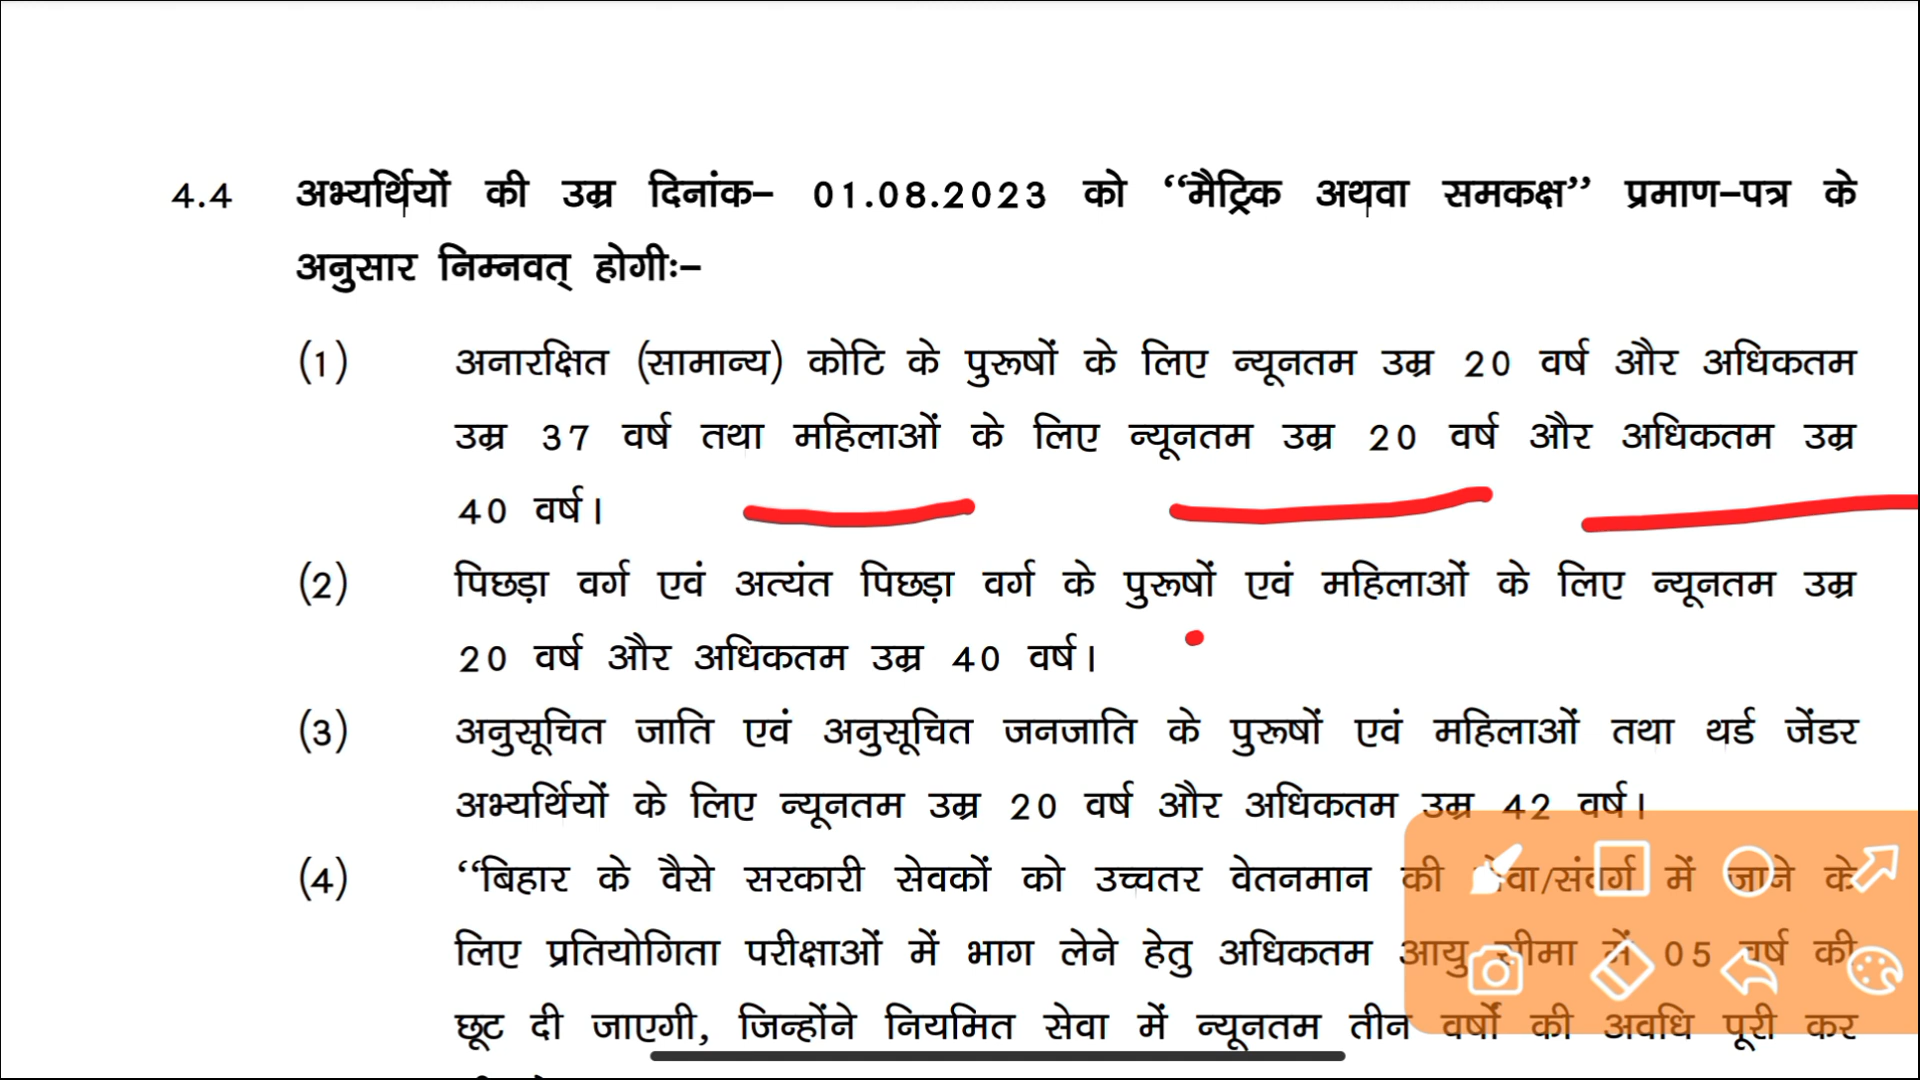 4.4 अभ्यर्थियों की उम्र दिनांक– 01.08.2023 को “मैट्रिक अथवा समकक्ष” प्रमाण–पत्र के
अनुसार निम्नवत् होगीः–
(1) अनारक्षित (सामान्य) कोटि के पुरूषों के लिए न्यूनतम उम्र 20 वर्ष और अधिकतम
उम्र 37 वर्ष तथा महिलाओं के लिए न्यूनतम उम्र 20 वर्ष और अधिकतम उम्र
40 वर्ष।
(2) पिछड़ा वर्ग एवं अत्यंत पिछड़ा वर्ग के पुरूषों एवं महिलाओं के लिए न्यूनतम उम्र
20 वर्ष और अधिकतम उम्र 40 वर्ष।
(3) अनुसूचित जाति एवं अनुसूचित जनजाति के पुरूषों एवं महिलाओं तथा थर्ड जेंडर
अभ्यर्थियों के लिए न्यूनतम उम्र 20 वर्ष और अधिकतम उम्र 42 वर्ष।
(4) “बिहार के वैसे सरकारी सेवकों को उच्चतर वेतनमान की सेवा/संवर्ग में जाने के
लिए प्रतियोगिता परीक्षाओं में भाग लेने हेतु अधिकतम आयु सीमा में 05 वर्ष की
छूट दी जाएगी, जिन्होंने नियमित सेवा में न्यूनतम तीन वर्षों की अवधि पूरी कर